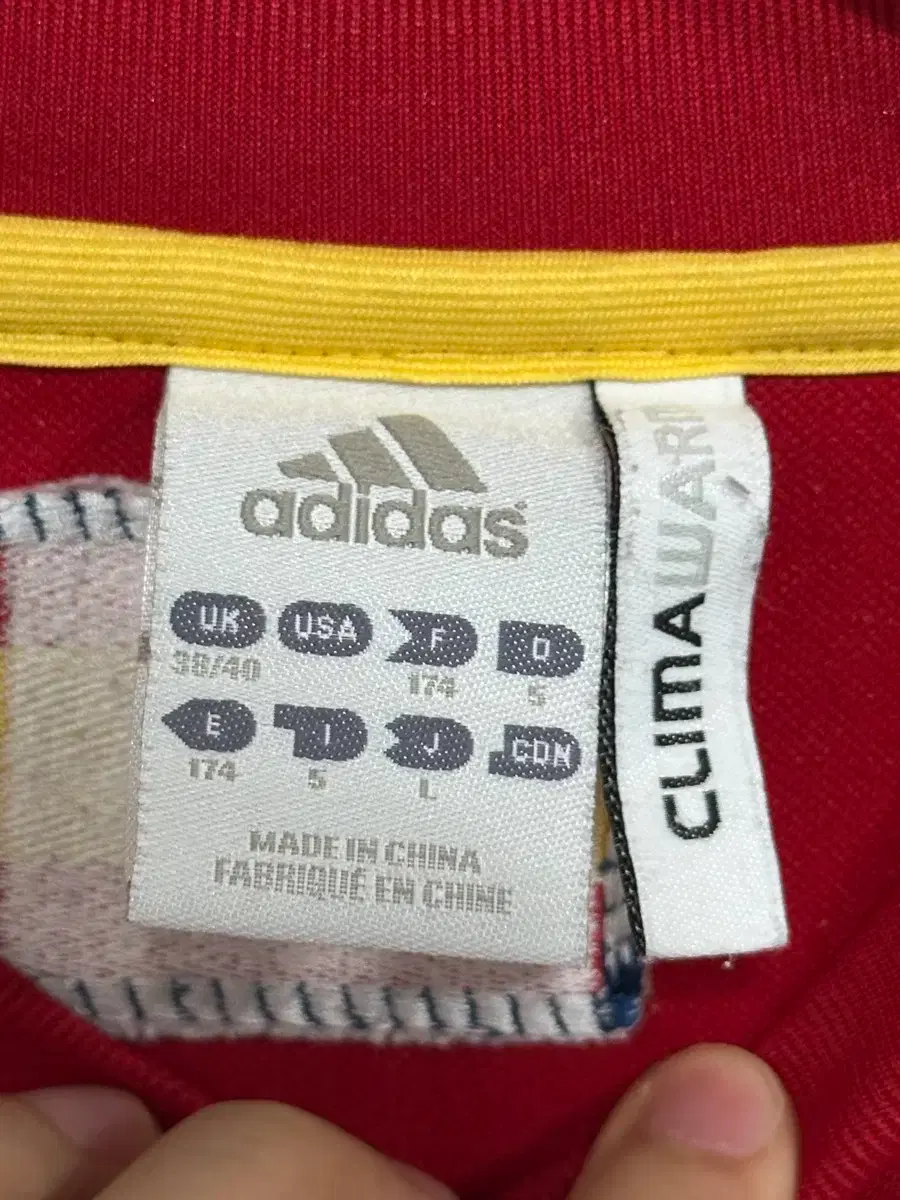 adidas
UK USA F D
38/40 174 5
E I J CDN
174 5 L
MADE IN CHINA
FABRIQUÉ EN CHINE
CLIMAWARM